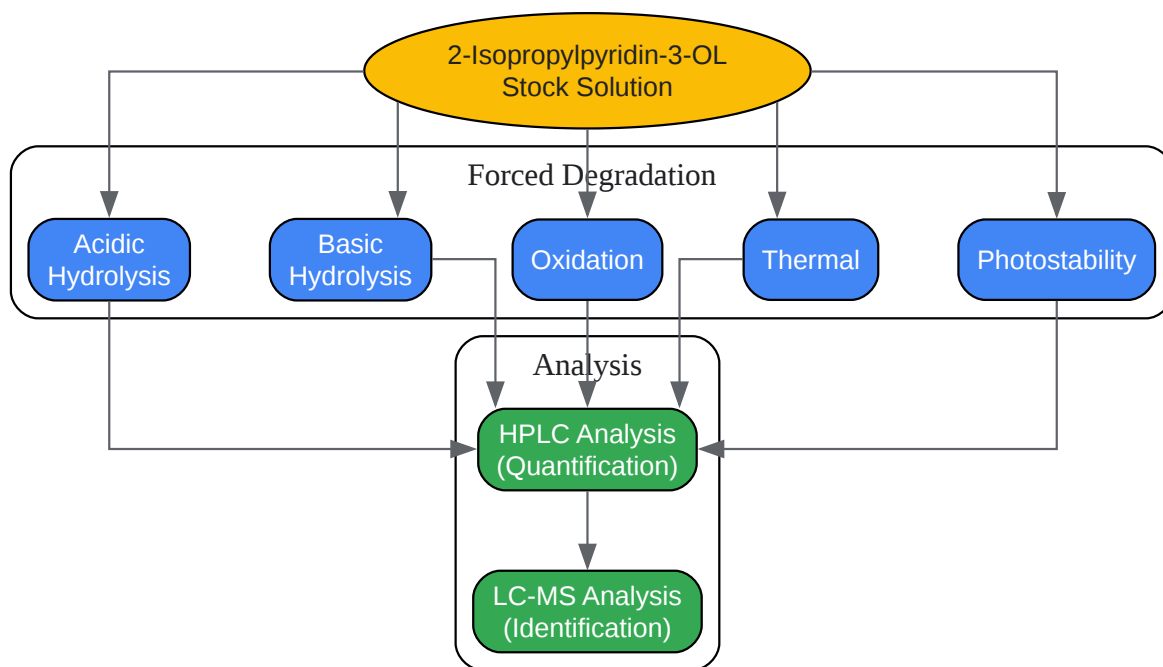 2-Isopropylpyridin-3-OL
Stock Solution
Forced Degradation
Acidic
Hydrolysis
Basic
Hydrolysis
Oxidation
Thermal
Photostability
Analysis
HPLC Analysis
(Quantification)
LC-MS Analysis
(Identification)